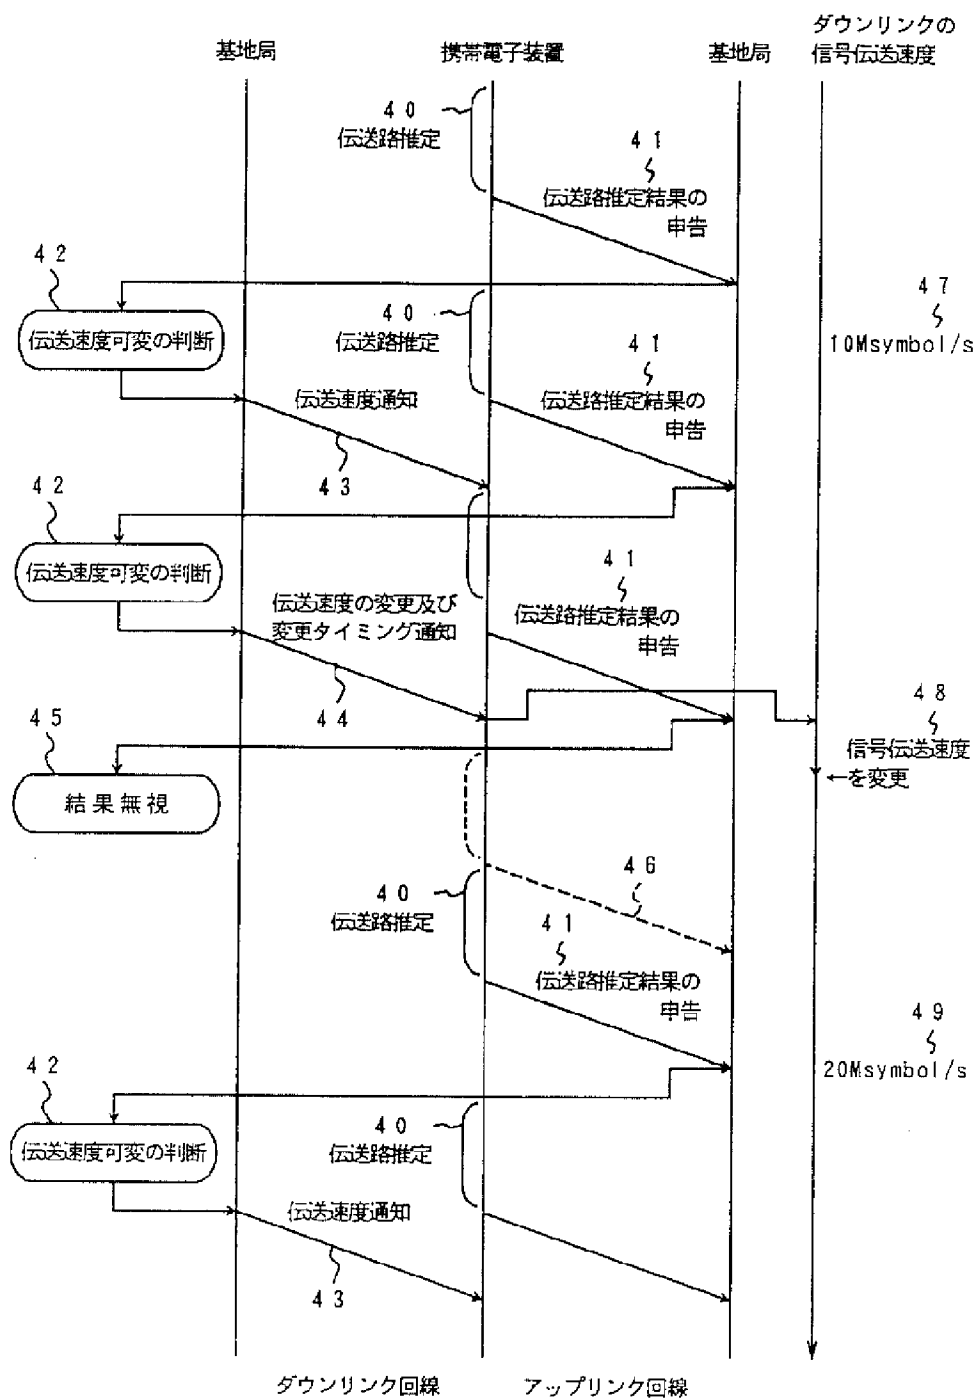 ダウンリンクの
信号伝送速度
基地局
携帯電子装置
基地局
40
伝送路推定
41
伝送路推定結果の
申告
42
伝送速度可変の判断
40
伝送路推定
47
10Msymbol/s
41
伝送路推定結果の
申告
伝送速度通知
43
42
伝送速度可変の判断
41
伝送路推定結果の
申告
伝送速度の変更及び
変更タイミング通知
44
48
信号伝送速度
←を変更
45
結果無視
46
40
伝送路推定
41
伝送路推定結果の
申告
49
20Msymbol/s
42
伝送速度可変の判断
40
伝送路推定
伝送速度通知
43
ダウンリンク回線
アップリンク回線